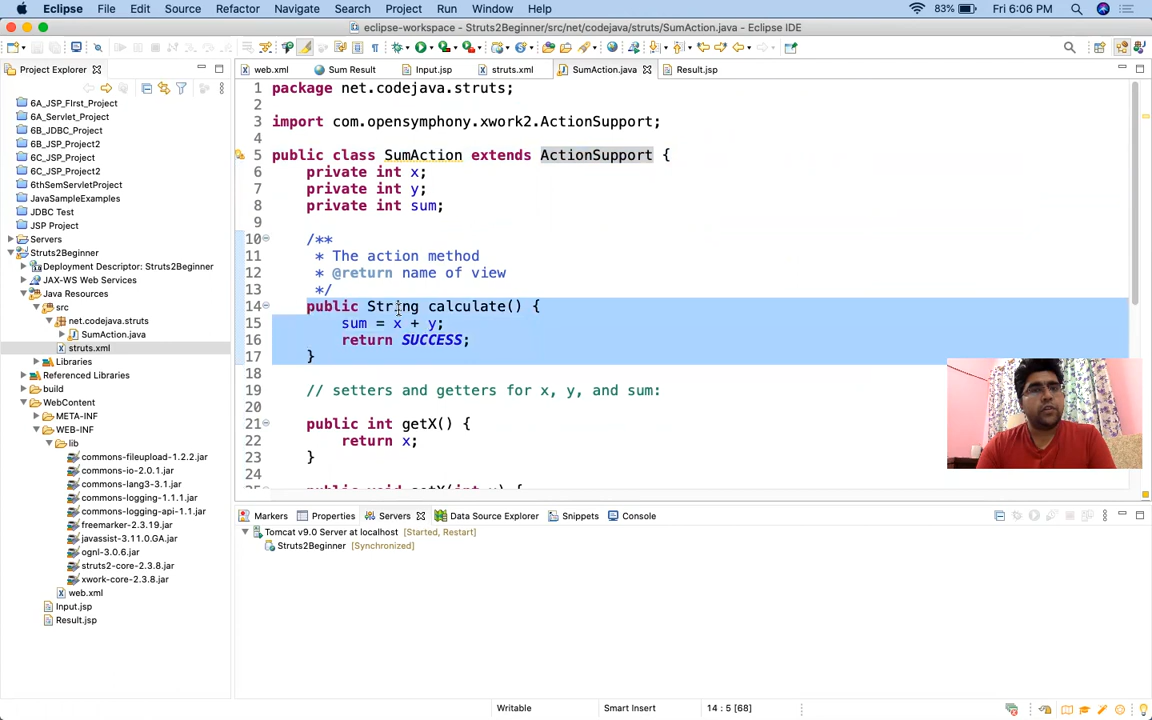 Eclipse File Edit Source Refactor Navigate Search Project Run Window Help 83% Fri 6:06 PM
eclipse-workspace - Struts2Beginner/src/net/codejava/struts/SumAction.java - Eclipse IDE
Project Explorer
web.xml Sum Result Input.jsp struts.xml SumAction.java Result.jsp
6A_JSP_FIrst_Project
6A_Servlet_Project
6B_JDBC_Project
6B_JSP_Project2
6C_JSP_Project
6C_JSP_Project2
6thSemServletProject
JavaSampleExamples
JDBC Test
JSP Project
Servers
Struts2Beginner
Deployment Descriptor: Struts2Beginner
JAX-WS Web Services
Java Resources
src
net.codejava.struts
SumAction.java
struts.xml
Libraries
Referenced Libraries
build
WebContent
META-INF
WEB-INF
lib
commons-fileupload-1.2.2.jar
commons-io-2.0.1.jar
commons-lang3-3.1.jar
commons-logging-1.1.1.jar
commons-logging-api-1.1.jar
freemarker-2.3.19.jar
javassist-3.11.0.GA.jar
ognl-3.0.6.jar
struts2-core-2.3.8.jar
xwork-core-2.3.8.jar
web.xml
Input.jsp
Result.jsp
1 package net.codejava.struts;
2
3 import com.opensymphony.xwork2.ActionSupport;
4
5 public class SumAction extends ActionSupport {
6 private int x;
7 private int y;
8 private int sum;
9
10 /**
11 * The action method
12 * @return name of view
13 */
14 public String calculate() {
15 sum = x + y;
16 return SUCCESS;
17 }
18
19 // setters and getters for x, y, and sum:
20
21 public int getX() {
22 return x;
23 }
24
25 public void setX(int x) {
Markers Properties Servers Data Source Explorer Snippets Console
Tomcat v9.0 Server at localhost [Started, Restart]
Struts2Beginner [Synchronized]
Writable Smart Insert 14 : 5 [68]